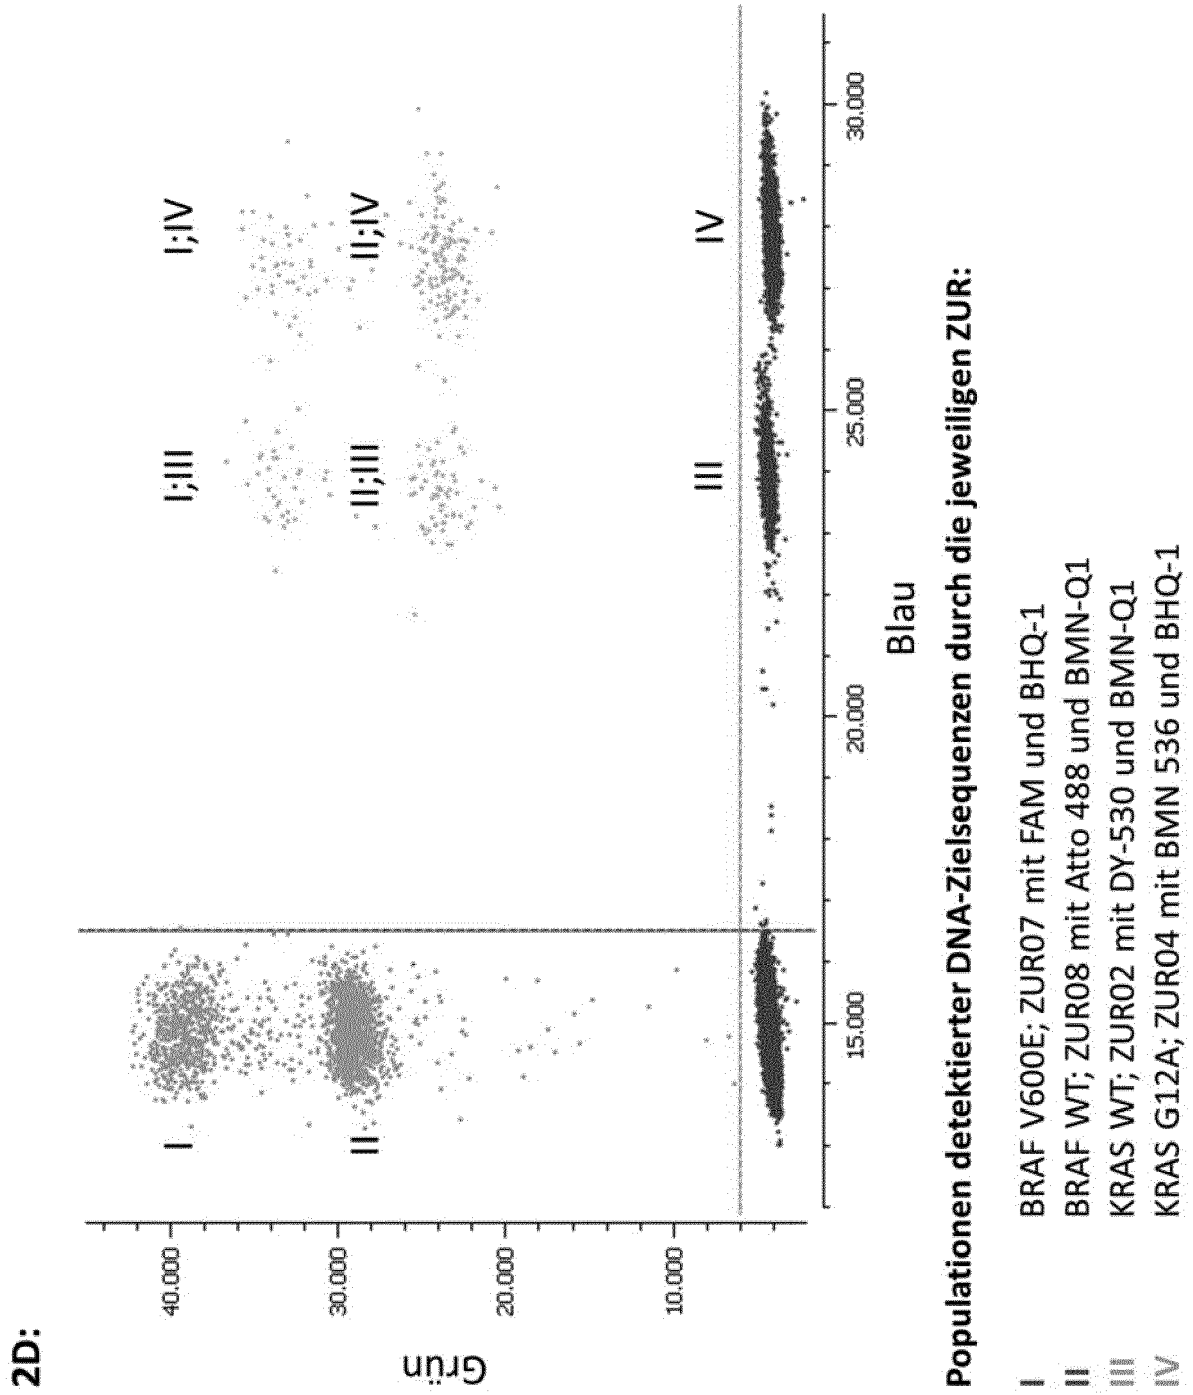 2D:
Grün
40.000
30.000
20.000
10.000
I
II
I;III
I;IV
II;III
II;IV
III
IV
15.000
20.000
25.000
30.000
Blau
Populationen detektierter DNA-Zielsequenzen durch die jeweiligen ZUR:
I BRAF V600E; ZUR07 mit FAM und BHQ-1
II BRAF WT; ZUR08 mit Atto 488 und BMN-Q1
III KRAS WT; ZUR02 mit DY-530 und BMN-Q1
IV KRAS G12A; ZUR04 mit BMN 536 und BHQ-1